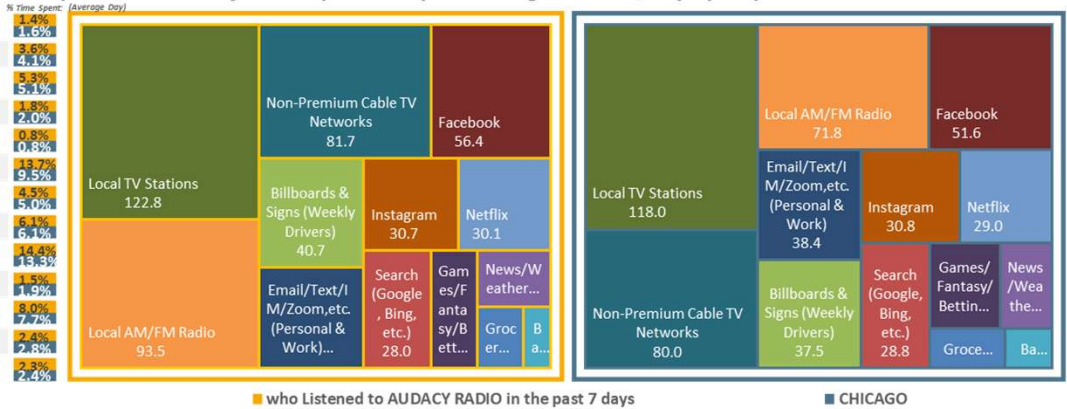 % Time Spent: (Average Day)
1.4%
1.6%
3.6%
4.1%
5.3%
5.1%
1.8%
2.0%
0.8%
0.8%
13.7%
9.5%
4.5%
5.0%
6.1%
6.1%
14.4%
13.3%
1.5%
1.9%
8.0%
7.7%
2.4%
2.8%
2.3%
2.4%
Local TV Stations
122.8
Local AM/FM Radio
93.5
Non-Premium Cable TV
Networks
81.7
Facebook
56.4
Billboards &
Signs (Weekly
Drivers)
40.7
Instagram
30.7
Netflix
30.1
Email/Text/I
M/Zoom,etc.
(Personal &
Work)...
Search
(Google
, Bing,
etc.)
28.0
Gam
es/F
anta
sy/B
ett...
News/W
eather...
Groc
er...
B
a...
Local TV Stations
118.0
Non-Premium Cable TV
Networks
80.0
Local AM/FM Radio
71.8
Facebook
51.6
Email/Text/I
M/Zoom,etc.
(Personal &
Work)
38.4
Instagram
30.8
Netflix
29.0
Billboards &
Signs (Weekly
Drivers)
37.5
Search
(Google,
Bing,
etc.)
28.8
Games/
Fantasy/
Bettin...
News
/Wea
the...
Groce...
Ba...
who Listened to AUDACY RADIO in the past 7 days
CHICAGO